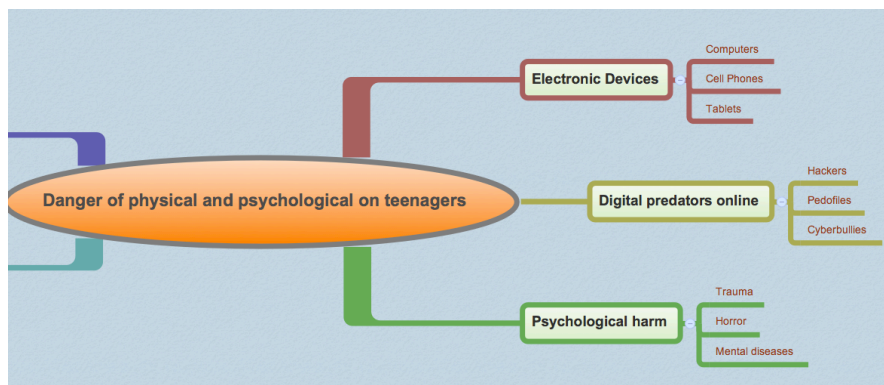 Danger of physical and psychological on teenagers
Electronic Devices
Computers
Cell Phones
Tablets
Digital predators online
Hackers
Pedofiles
Cyberbullies
Psychological harm
Trauma
Horror
Mental diseases